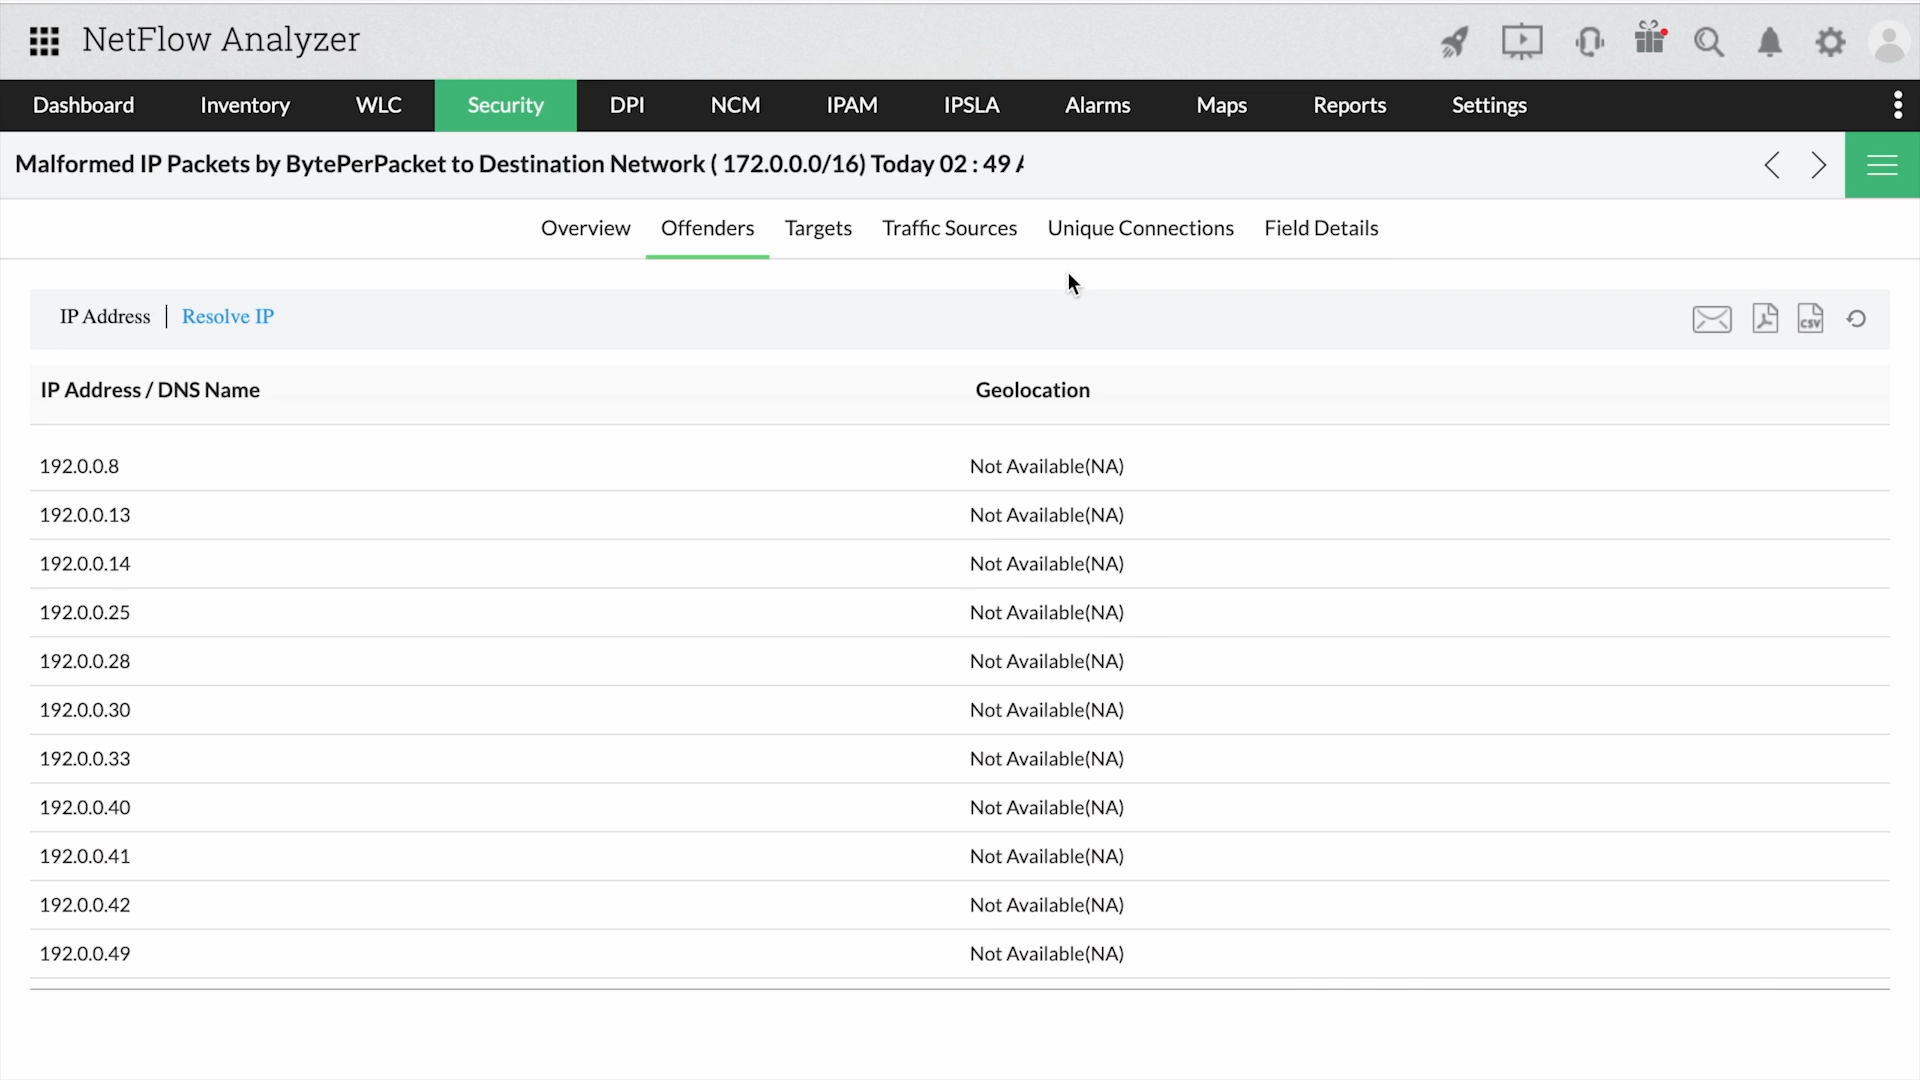 NetFlow Analyzer
Dashboard Inventory WLC Security DPI NCM IPAM IPSLA Alarms Maps Reports Settings
Malformed IP Packets by BytePerPacket to Destination Network ( 172.0.0.0/16) Today 02 : 49
Overview Offenders Targets Traffic Sources Unique Connections Field Details
IP Address | Resolve IP CSV
IP Address / DNS Name Geolocation
192.0.0.8 Not Available(NA)
192.0.0.13 Not Available(NA)
192.0.0.14 Not Available(NA)
192.0.0.25 Not Available(NA)
192.0.0.28 Not Available(NA)
192.0.0.30 Not Available(NA)
192.0.0.33 Not Available(NA)
192.0.0.40 Not Available(NA)
192.0.0.41 Not Available(NA)
192.0.0.42 Not Available(NA)
192.0.0.49 Not Available(NA)